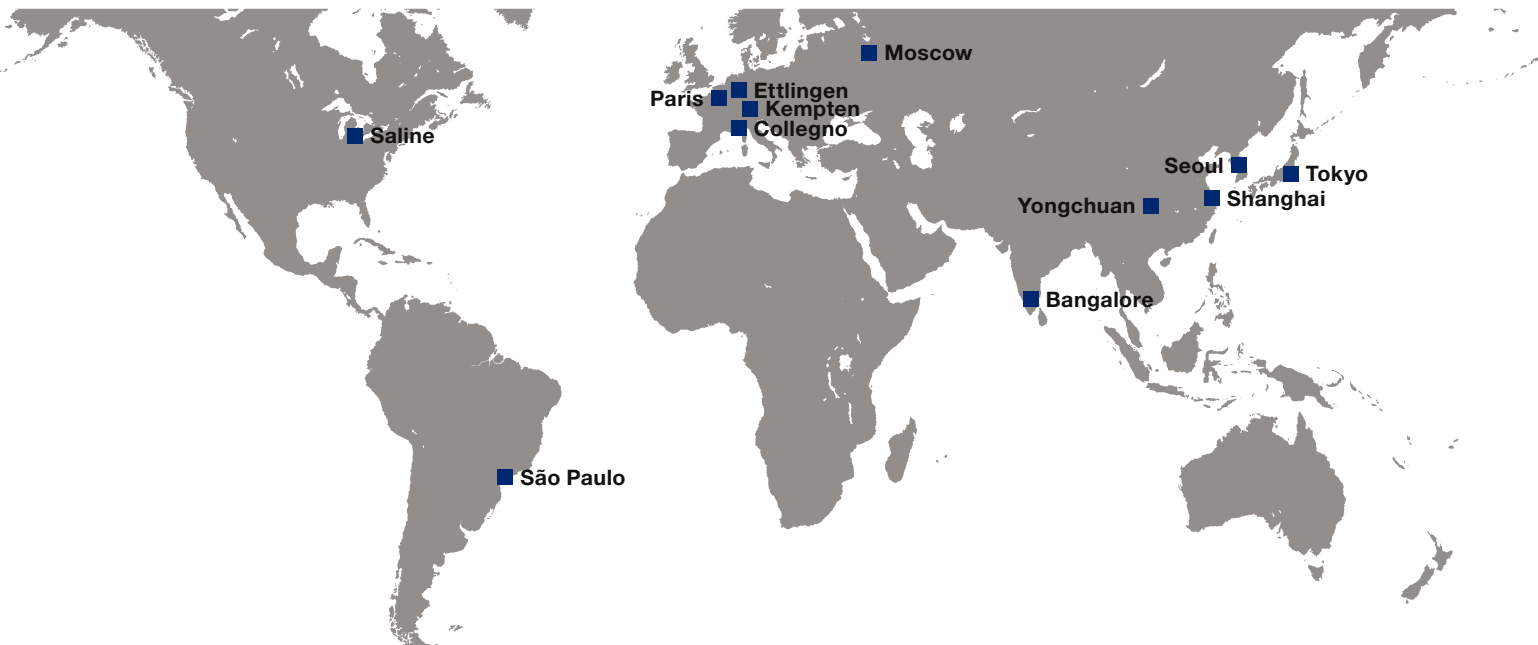 Moscow
Ettlingen
Paris
Kempten
Collegno
Saline
Seoul
Tokyo
Shanghai
Yongchuan
Bangalore
São Paulo